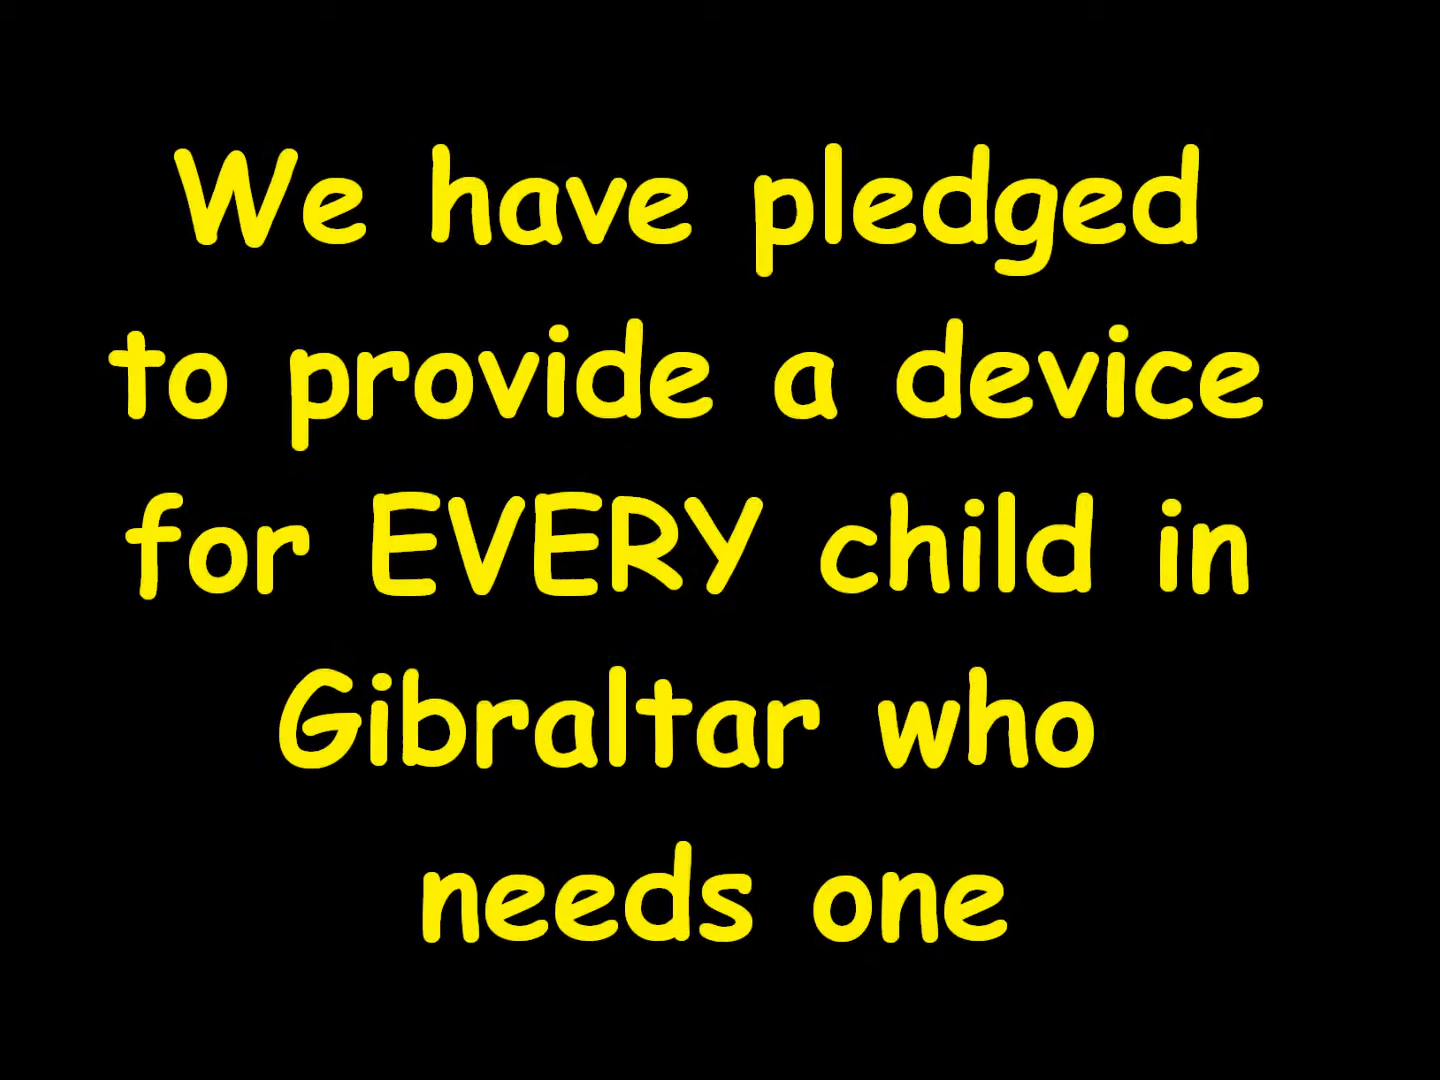 We have pledged
to provide a device
for EVERY child in
Gibraltar who
needs one